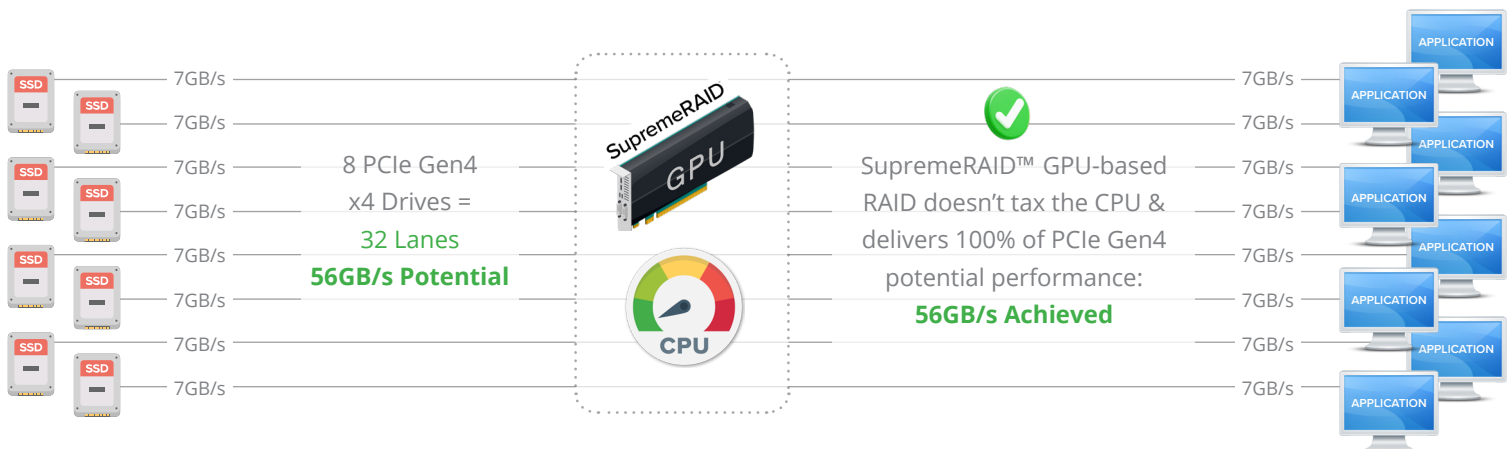 SSD
SSD
SSD
SSD
SSD
SSD
SSD
SSD
7GB/s
7GB/s
7GB/s
7GB/s
7GB/s
7GB/s
7GB/s
7GB/s
8 PCIe Gen4
x4 Drives =
32 Lanes
56GB/s Potential
SupremeRAID
GPU
CPU
SupremeRAID™ GPU-based
RAID doesn’t tax the CPU &
delivers 100% of PCIe Gen4
potential performance:
56GB/s Achieved
7GB/s
7GB/s
7GB/s
7GB/s
7GB/s
7GB/s
7GB/s
7GB/s
APPLICATION
APPLICATION
APPLICATION
APPLICATION
APPLICATION
APPLICATION
APPLICATION
APPLICATION